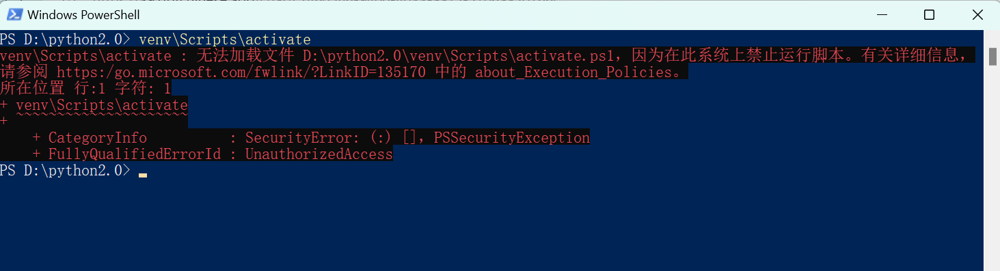 Windows PowerShell
PS D:\python2.0> venv\Scripts\activate
venv\Scripts\activate : 无法加载文件 D:\python2.0\venv\Scripts\activate.ps1，因为在此系统上禁止运行脚本。有关详细信息，
请参阅 https:/go.microsoft.com/fwlink/?LinkID=135170 中的 about_Execution_Policies。
所在位置 行:1 字符: 1
+ venv\Scripts\activate
+ ~~~~~~~~~~~~~~~~~~~~~
    + CategoryInfo          : SecurityError: (:) [], PSSecurityException
    + FullyQualifiedErrorId : UnauthorizedAccess
PS D:\python2.0>